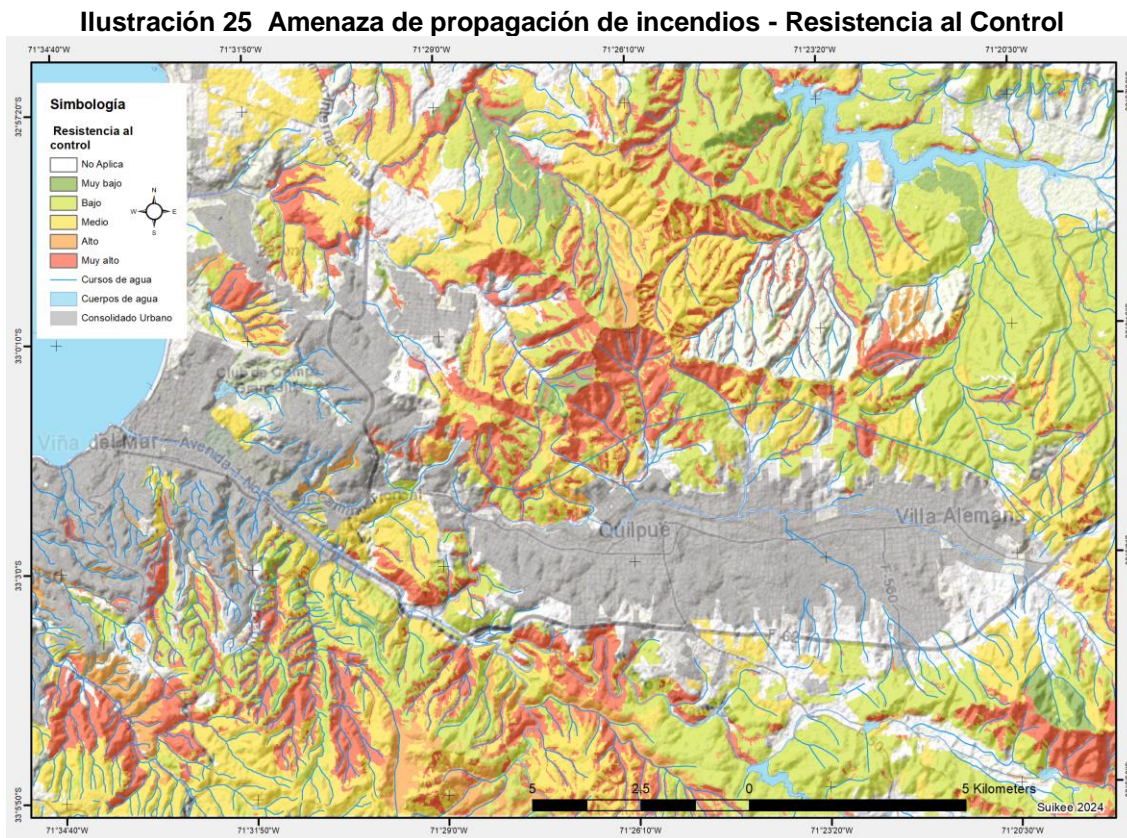 Ilustración 25 Amenaza de propagación de incendios - Resistencia al Control
71°34'40"W 71°31'50"W 71°29'0"W 71°26'10"W 71°23'20"W 71°20'30"W
32°57'20"S
33°0'10"S
33°3'0"S
33°5'50"S
Simbología
Resistencia al
control
No Aplica
Muy bajo
Bajo
Medio
Alto
Muy alto
Cursos de agua
Cuerpos de agua
Consolidado Urbano
N
W E
S
Viña del Mar
Avenida 1 Norte
Quilpué
Villa Alemana
F-62
60
5 2.5 0 5 Kilometers
Suikee 2024
71°34'40"W 71°31'50"W 71°29'0"W 71°26'10"W 71°23'20"W 71°20'30"W